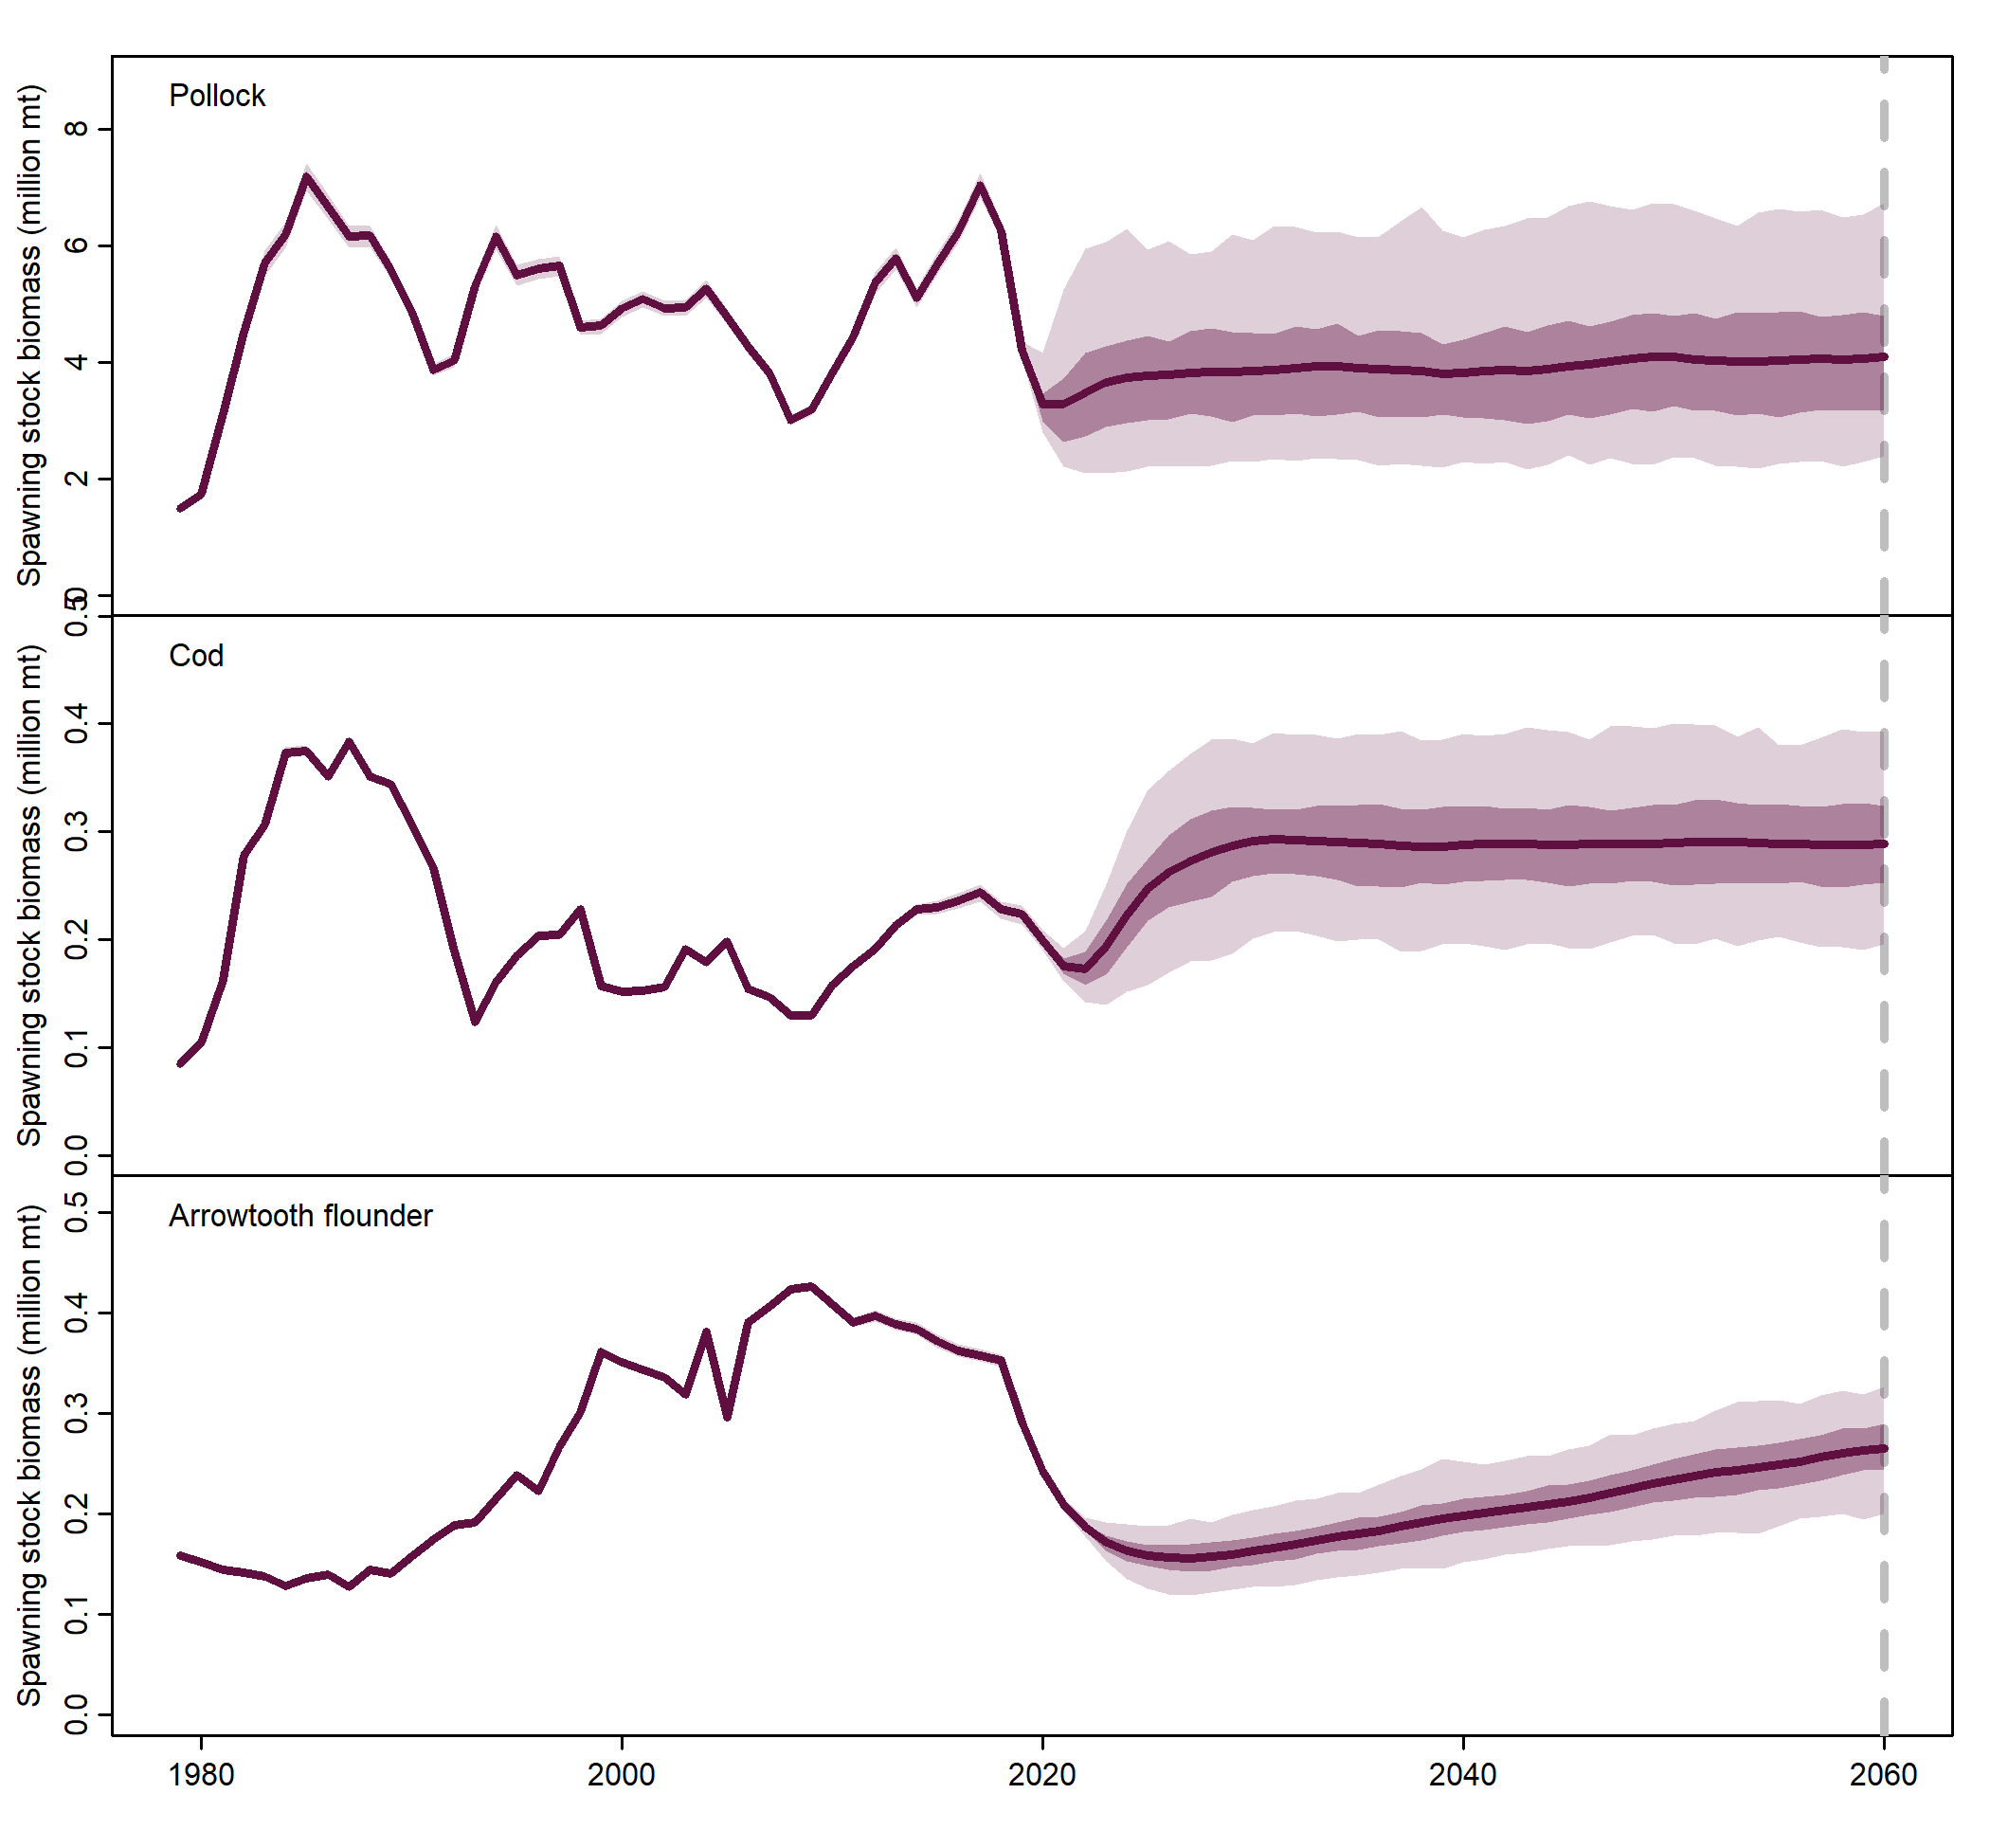 Pollock
Spawning stock biomass (million mt)
8
6
4
2
0
Cod
Spawning stock biomass (million mt)
0.5
0.4
0.3
0.2
0.1
0.0
Arrowtooth flounder
Spawning stock biomass (million mt)
0.5
0.4
0.3
0.2
0.1
0.0
1980 2000 2020 2040 2060